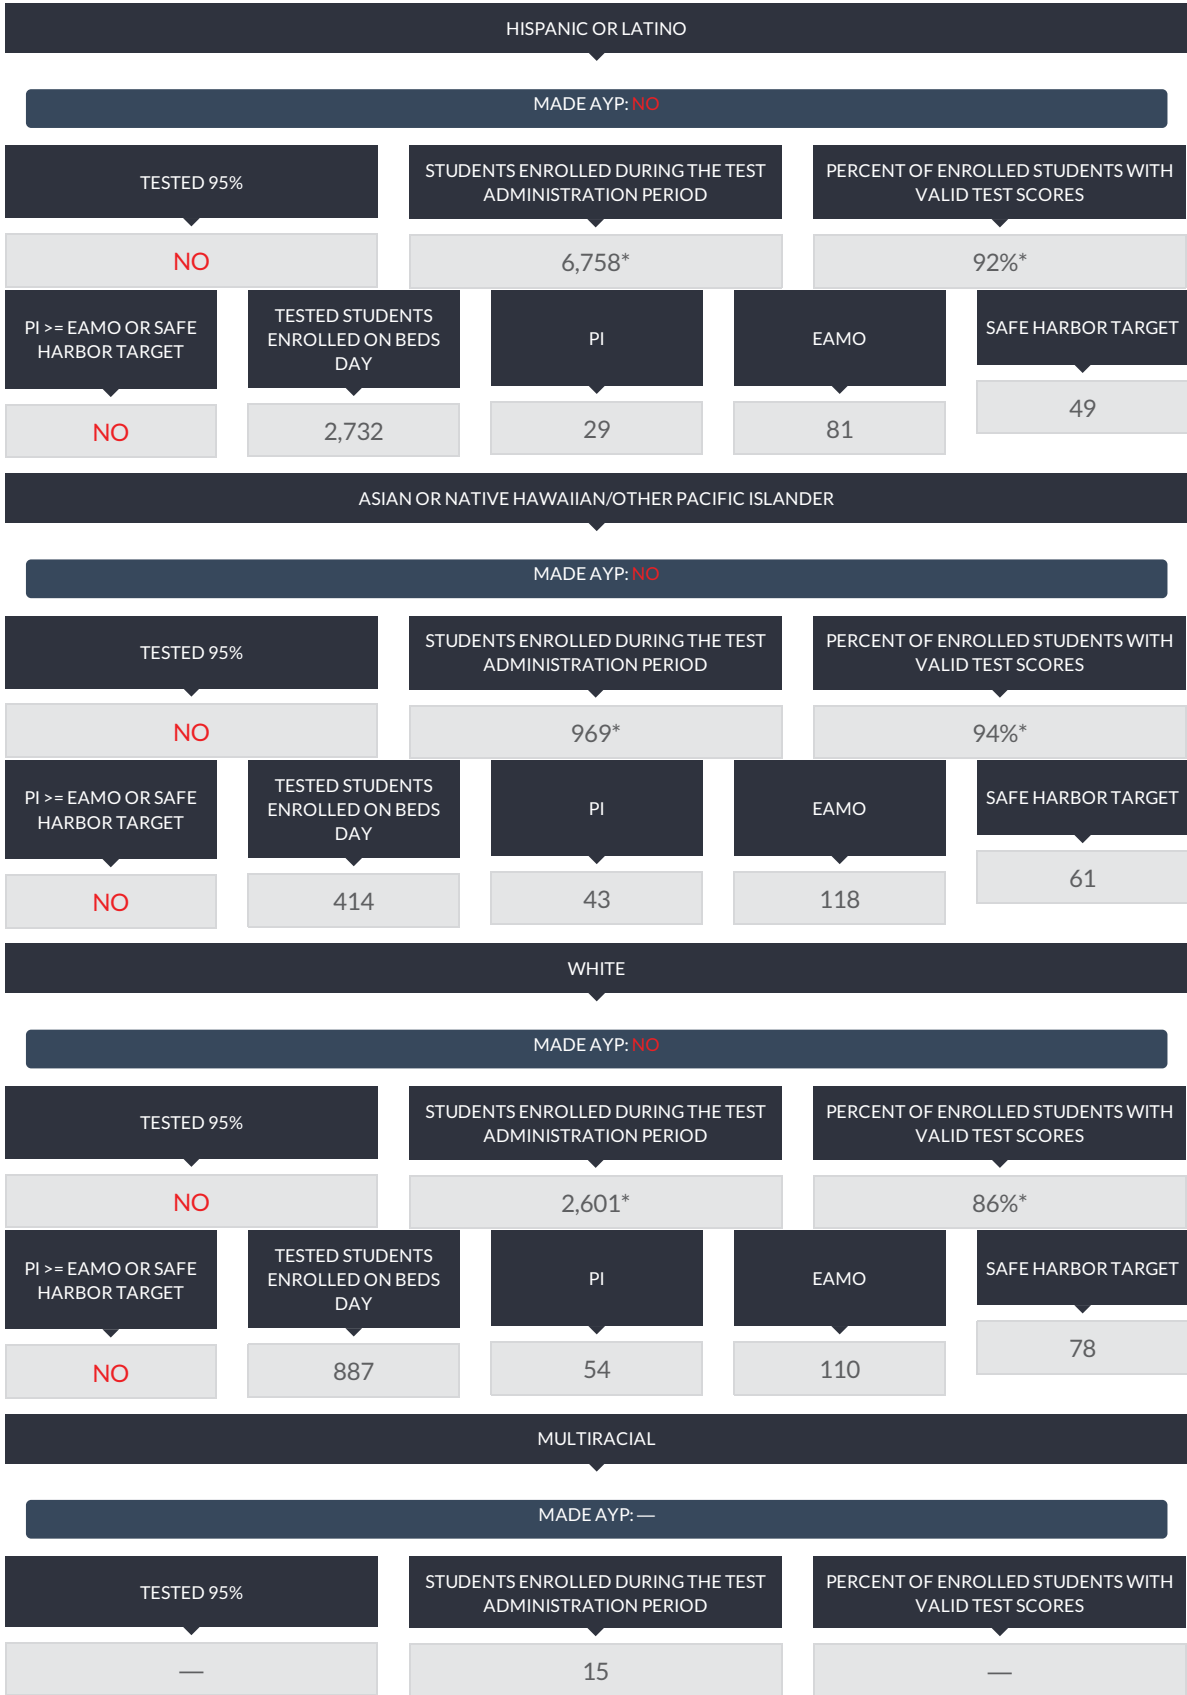 HISPANIC OR LATINO
MADE AYP: NO
TESTED 95%
STUDENTS ENROLLED DURING THE TEST
ADMINISTRATION PERIOD
PERCENT OF ENROLLED STUDENTS WITH
VALID TEST SCORES
NO
6,758*
92%*
PI >= EAMO OR SAFE
HARBOR TARGET
TESTED STUDENTS
ENROLLED ON BEDS
DAY
PI
EAMO
SAFE HARBOR TARGET
NO
2,732
29
81
49
ASIAN OR NATIVE HAWAIIAN/OTHER PACIFIC ISLANDER
MADE AYP: NO
TESTED 95%
STUDENTS ENROLLED DURING THE TEST
ADMINISTRATION PERIOD
PERCENT OF ENROLLED STUDENTS WITH
VALID TEST SCORES
NO
969*
94%*
PI >= EAMO OR SAFE
HARBOR TARGET
TESTED STUDENTS
ENROLLED ON BEDS
DAY
PI
EAMO
SAFE HARBOR TARGET
NO
414
43
118
61
WHITE
MADE AYP: NO
TESTED 95%
STUDENTS ENROLLED DURING THE TEST
ADMINISTRATION PERIOD
PERCENT OF ENROLLED STUDENTS WITH
VALID TEST SCORES
NO
2,601*
86%*
PI >= EAMO OR SAFE
HARBOR TARGET
TESTED STUDENTS
ENROLLED ON BEDS
DAY
PI
EAMO
SAFE HARBOR TARGET
NO
887
54
110
78
MULTIRACIAL
MADE AYP: —
TESTED 95%
STUDENTS ENROLLED DURING THE TEST
ADMINISTRATION PERIOD
PERCENT OF ENROLLED STUDENTS WITH
VALID TEST SCORES
—
15
—